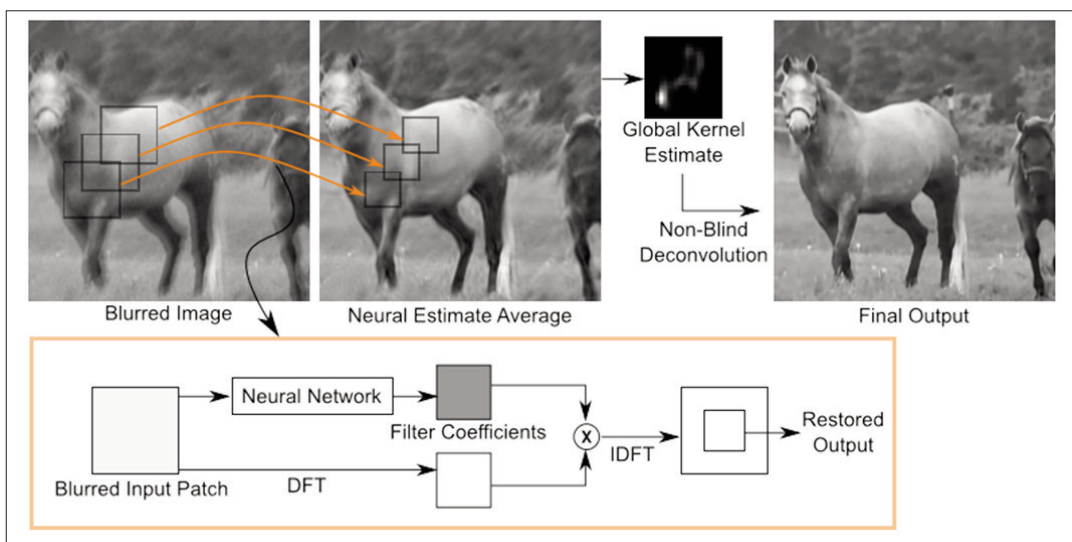 Global Kernel
Estimate
Non-Blind
Deconvolution
Blurred Image
Neural Estimate Average
Final Output
Neural Network
Filter Coefficients
X
IDFT
Restored
Output
Blurred Input Patch
DFT